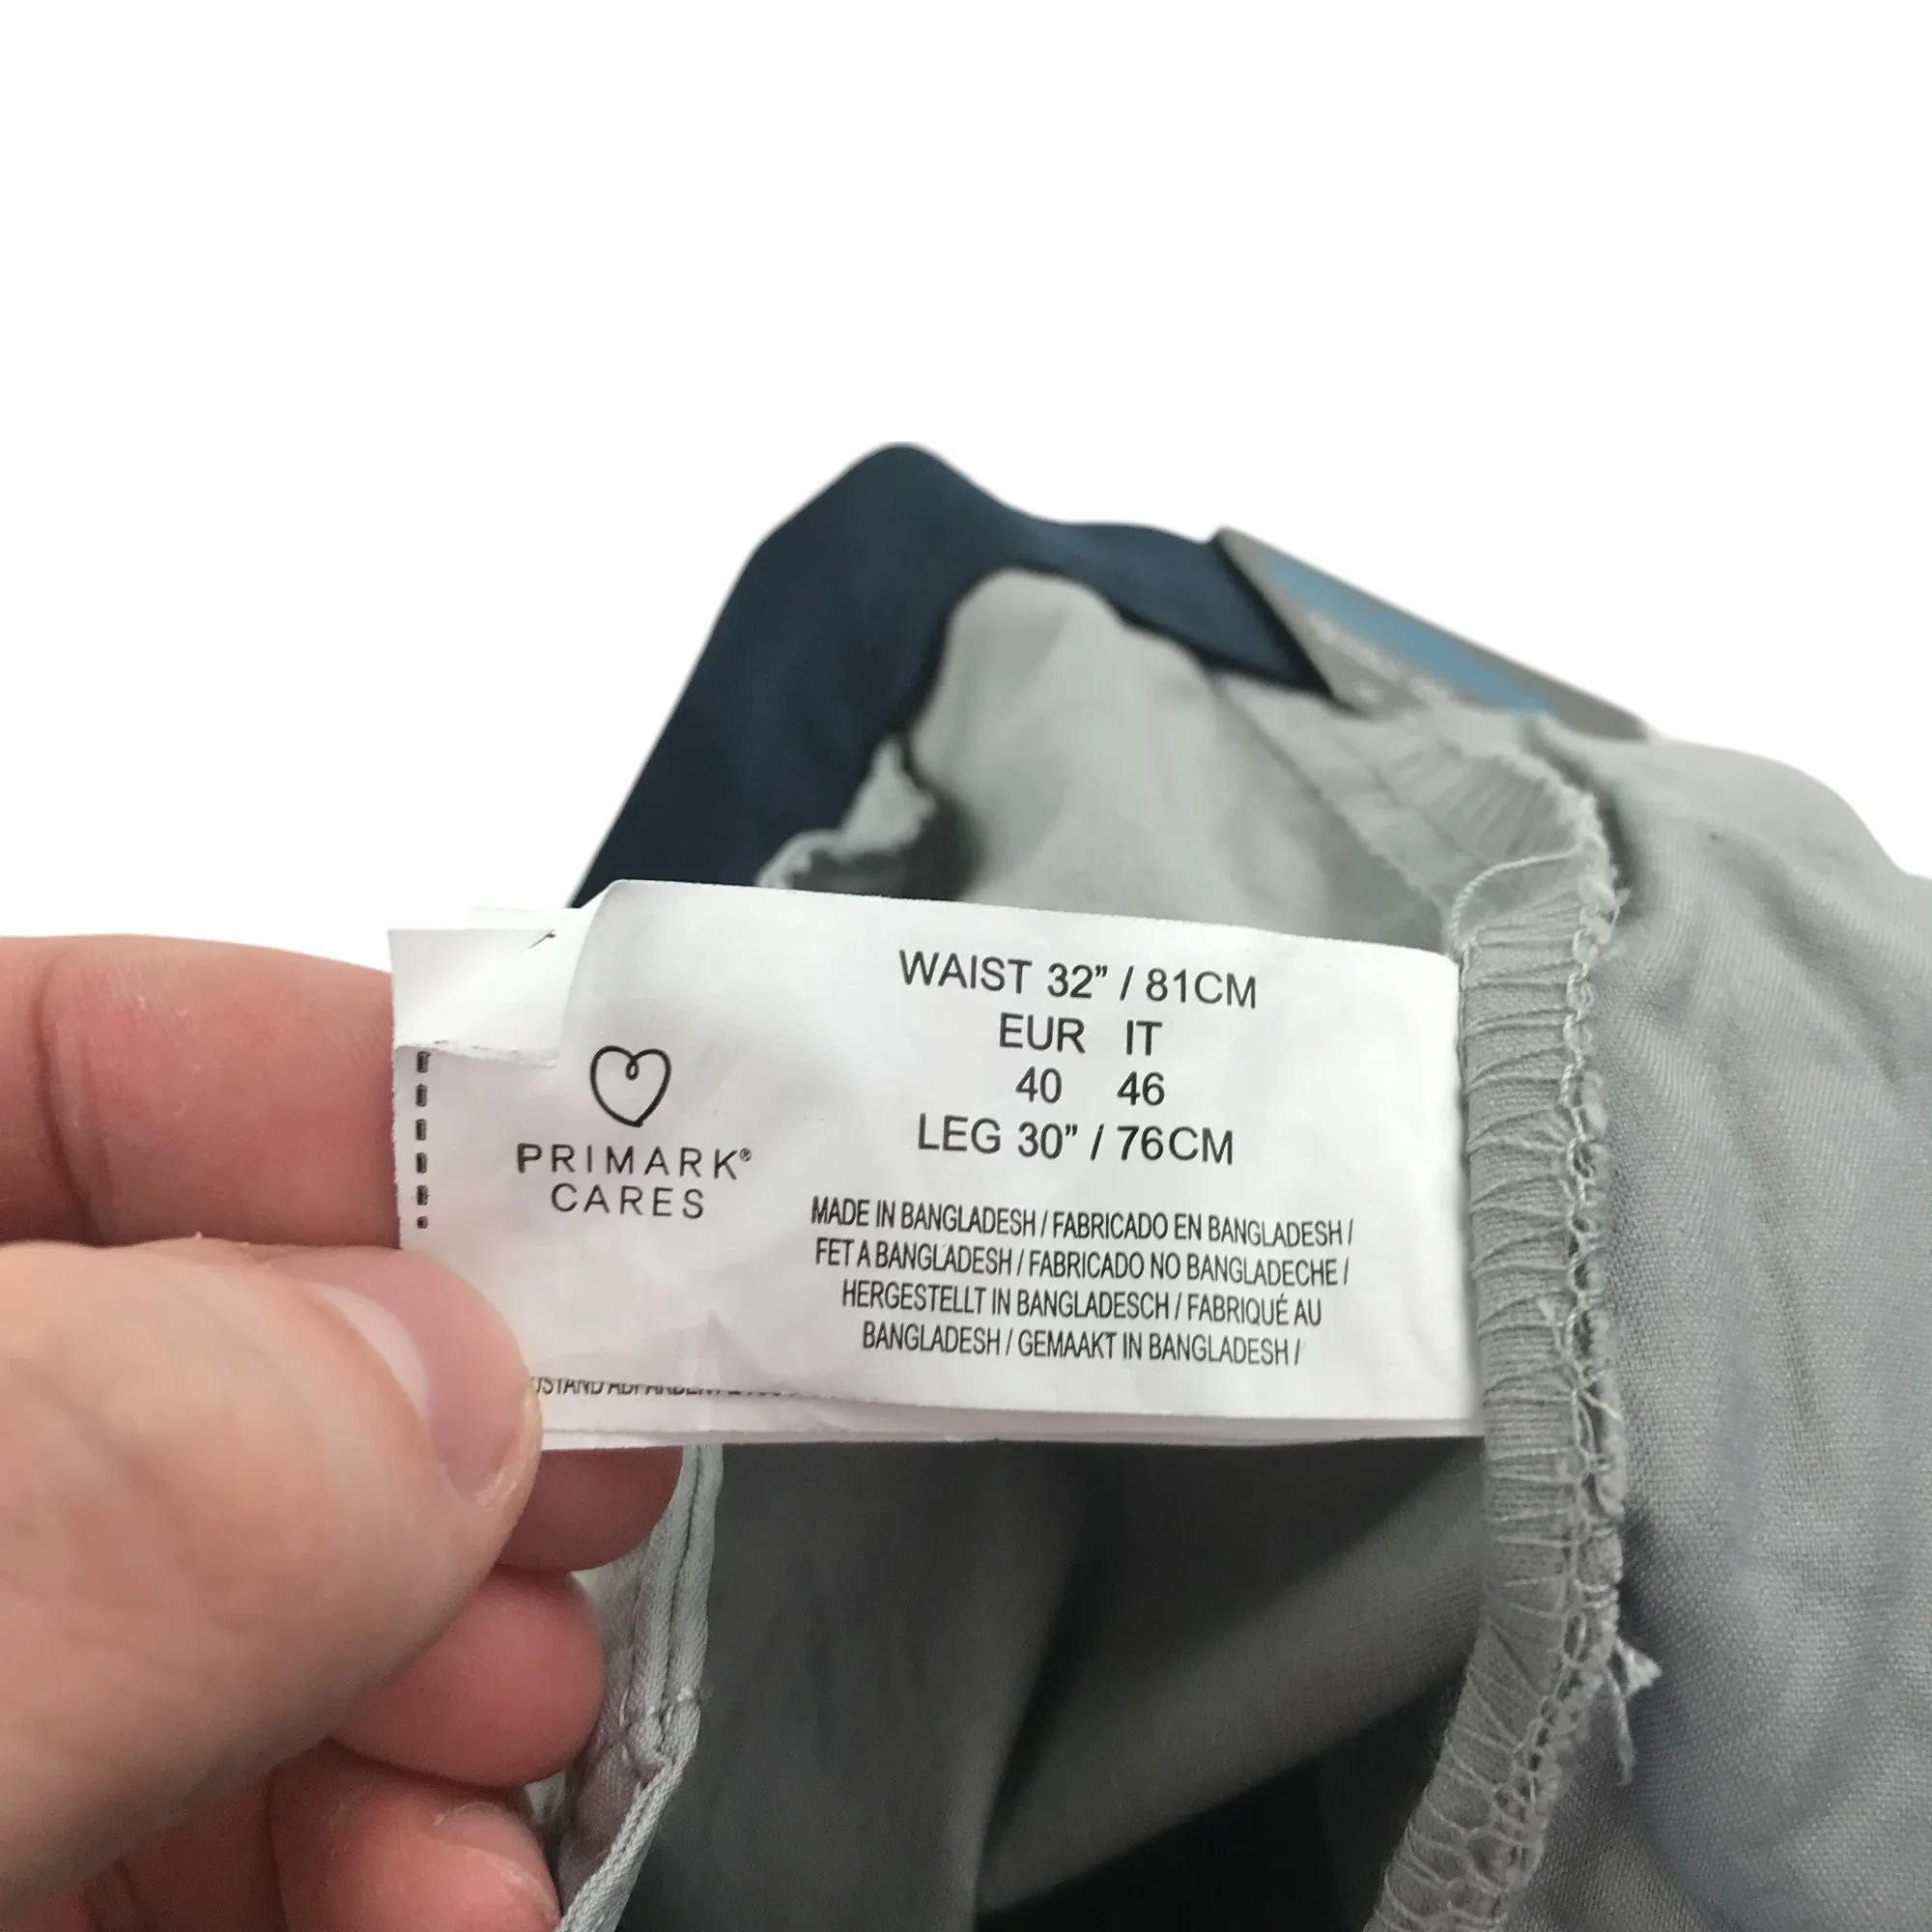 WAIST 32” / 81CM
EUR IT
40 46
LEG 30” / 76CM
PRIMARK®
CARES
MADE IN BANGLADESH / FABRICADO EN BANGLADESH /
FET A BANGLADESH / FABRICADO NO BANGLADECHE /
HERGESTELLT IN BANGLADESCH / FABRIQUÉ AU
BANGLADESH / GEMAAKT IN BANGLADESH /